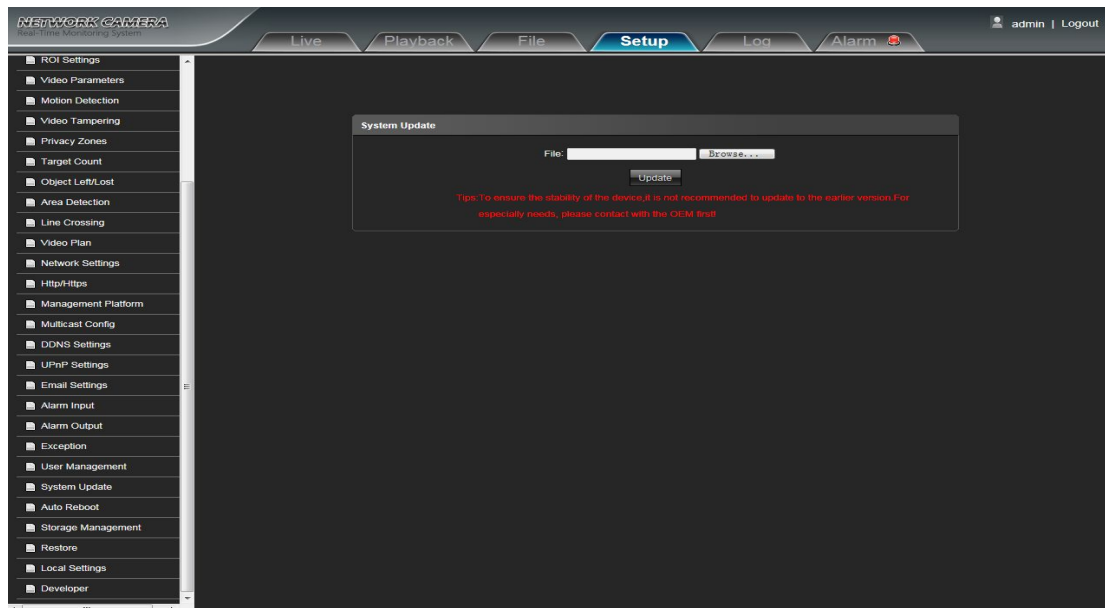 NETWORK CAMERA
Real-Time Monitoring System
Live
Playback
File
Setup
Log
Alarm
admin | Logout
ROI Settings
Video Parameters
Motion Detection
Video Tampering
Privacy Zones
Target Count
Object Left/Lost
Area Detection
Line Crossing
Video Plan
Network Settings
Http/Https
Management Platform
Multicast Config
DDNS Settings
UPnP Settings
Email Settings
Alarm Input
Alarm Output
Exception
User Management
System Update
Auto Reboot
Storage Management
Restore
Local Settings
Developer
System Update
File:
Browse...
Update
Tips:To ensure the stability of the device,it is not recommended to update to the earlier version.For
especially needs, please contact with the OEM first!